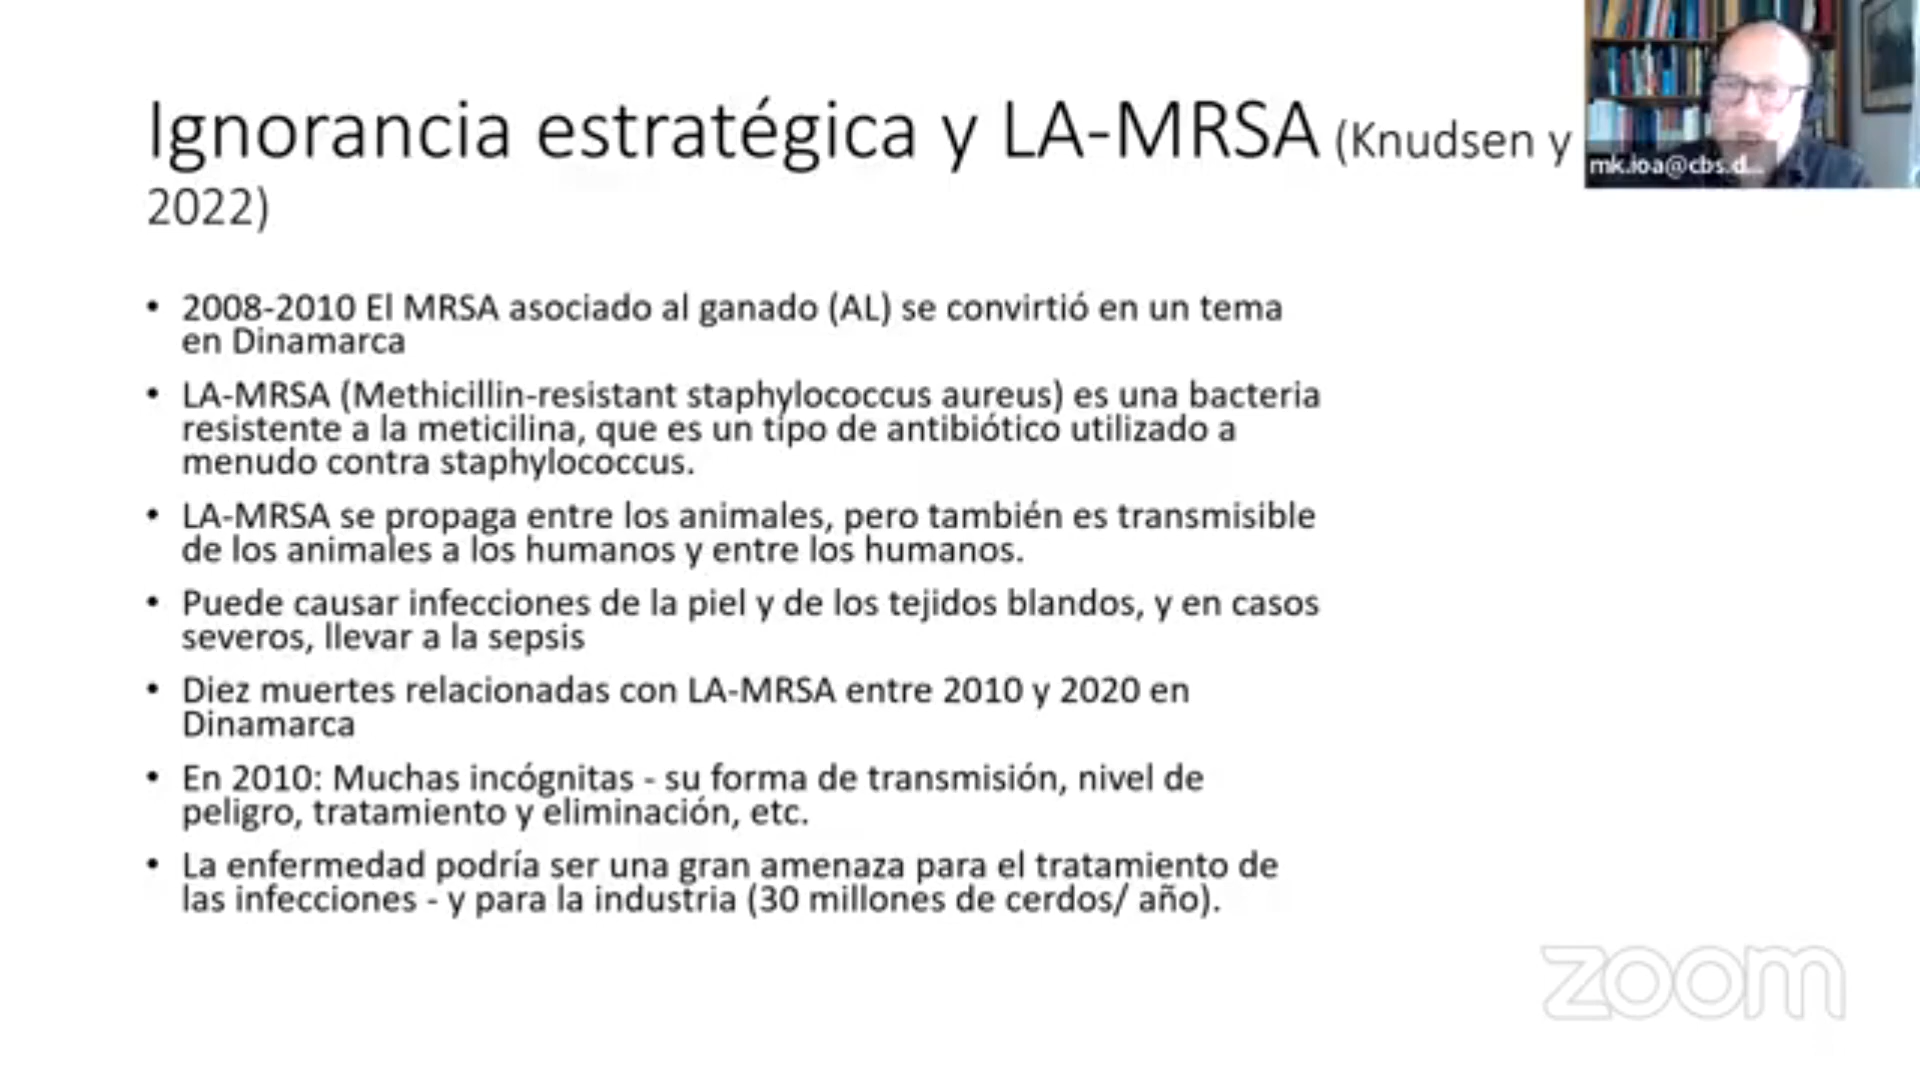 Ignorancia estratégica y LA-MRSA (Knudsen y
2022)
mk.ioa@cbs.d...
• 2008-2010 El MRSA asociado al ganado (AL) se convirtió en un tema
en Dinamarca
• LA-MRSA (Methicillin-resistant staphylococcus aureus) es una bacteria
resistente a la meticilina, que es un tipo de antibiótico utilizado a
menudo contra staphylococcus.
• LA-MRSA se propaga entre los animales, pero también es transmisible
de los animales a los humanos y entre los humanos.
• Puede causar infecciones de la piel y de los tejidos blandos, y en casos
severos, llevar a la sepsis
• Diez muertes relacionadas con LA-MRSA entre 2010 y 2020 en
Dinamarca
• En 2010: Muchas incógnitas - su forma de transmisión, nivel de
peligro, tratamiento y eliminación, etc.
• La enfermedad podría ser una gran amenaza para el tratamiento de
las infecciones - y para la industria (30 millones de cerdos/ año).
zoom